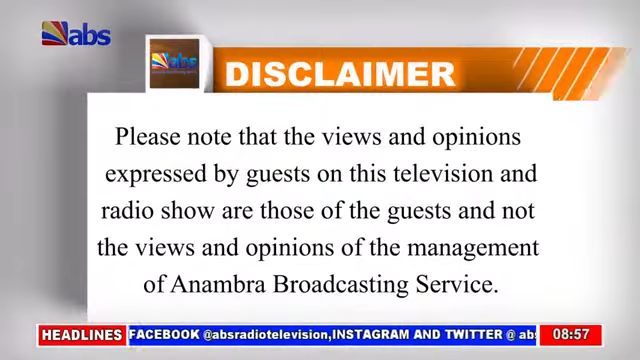 abs
abs
DISCLAIMER
Please note that the views and opinions
expressed by guests on this television and
radio show are those of the guests and not
the views and opinions of the management
of Anambra Broadcasting Service.
HEADLINES FACEBOOK @absradiotelevision,INSTAGRAM AND TWITTER @ abs 08:57